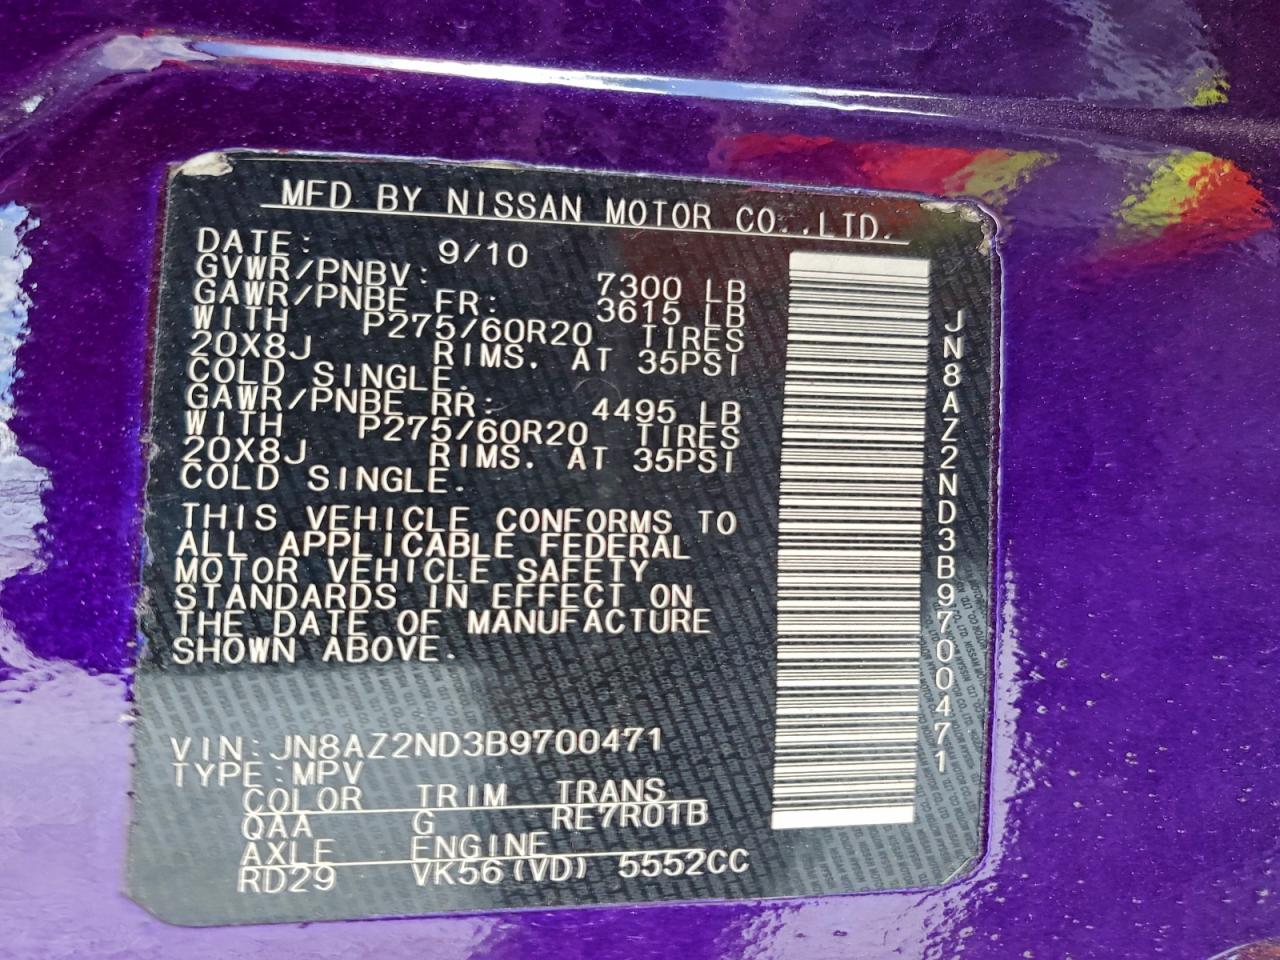 MFD BY NISSAN MOTOR CO.,LTD.
DATE: 9/10
GVWR/PNBV: 7300 LB
GAWR/PNBE FR: 3615 LB
WITH P275/60R20 TIRES
20X8J RIMS. AT 35PSI
COLD SINGLE.
GAWR/PNBE RR: 4495 LB
WITH P275/60R20 TIRES
20X8J RIMS. AT 35PSI
COLD SINGLE.
THIS VEHICLE CONFORMS TO
ALL APPLICABLE FEDERAL
MOTOR VEHICLE SAFETY
STANDARDS IN EFFECT ON
THE DATE OF MANUFACTURE
SHOWN ABOVE.
VIN:JN8AZ2ND3B9700471
TYPE:MPV
COLOR TRIM TRANS
QAA G RE7R01B
AXLE ENGINE
RD29 VK56(VD) 5552CC
JN8AZ2ND3B9700471